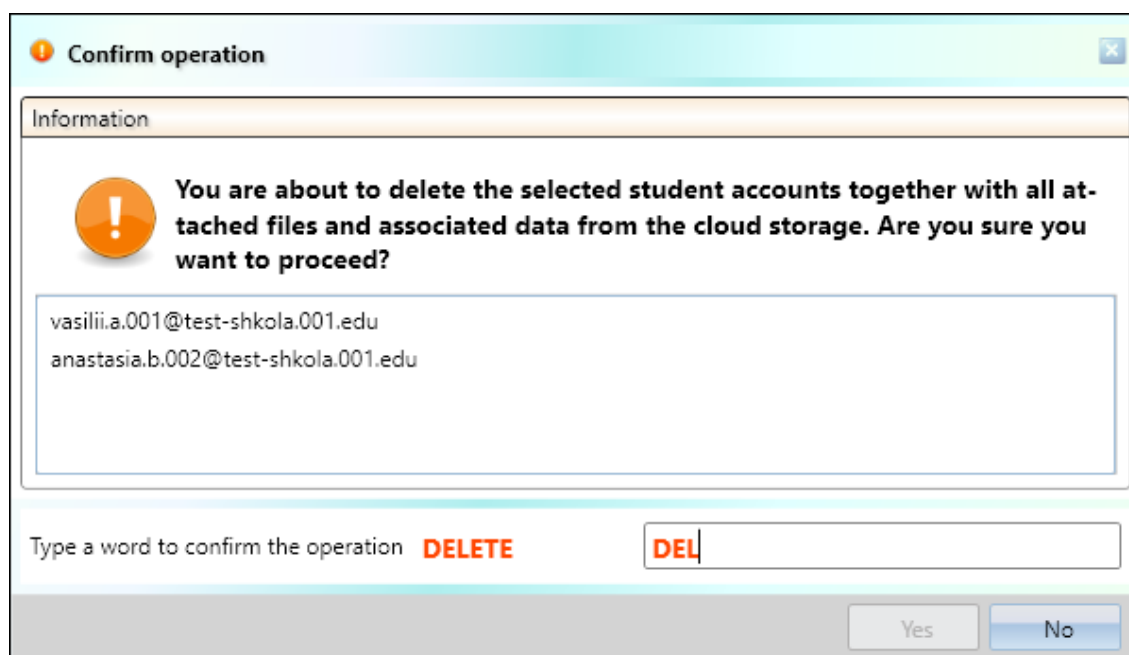 Confirm operation
Information
You are about to delete the selected student accounts together with all at-
tached files and associated data from the cloud storage. Are you sure you
want to proceed?
vasilii.a.001@test-shkola.001.edu
anastasia.b.002@test-shkola.001.edu
Type a word to confirm the operation DELETE DEL
Yes No